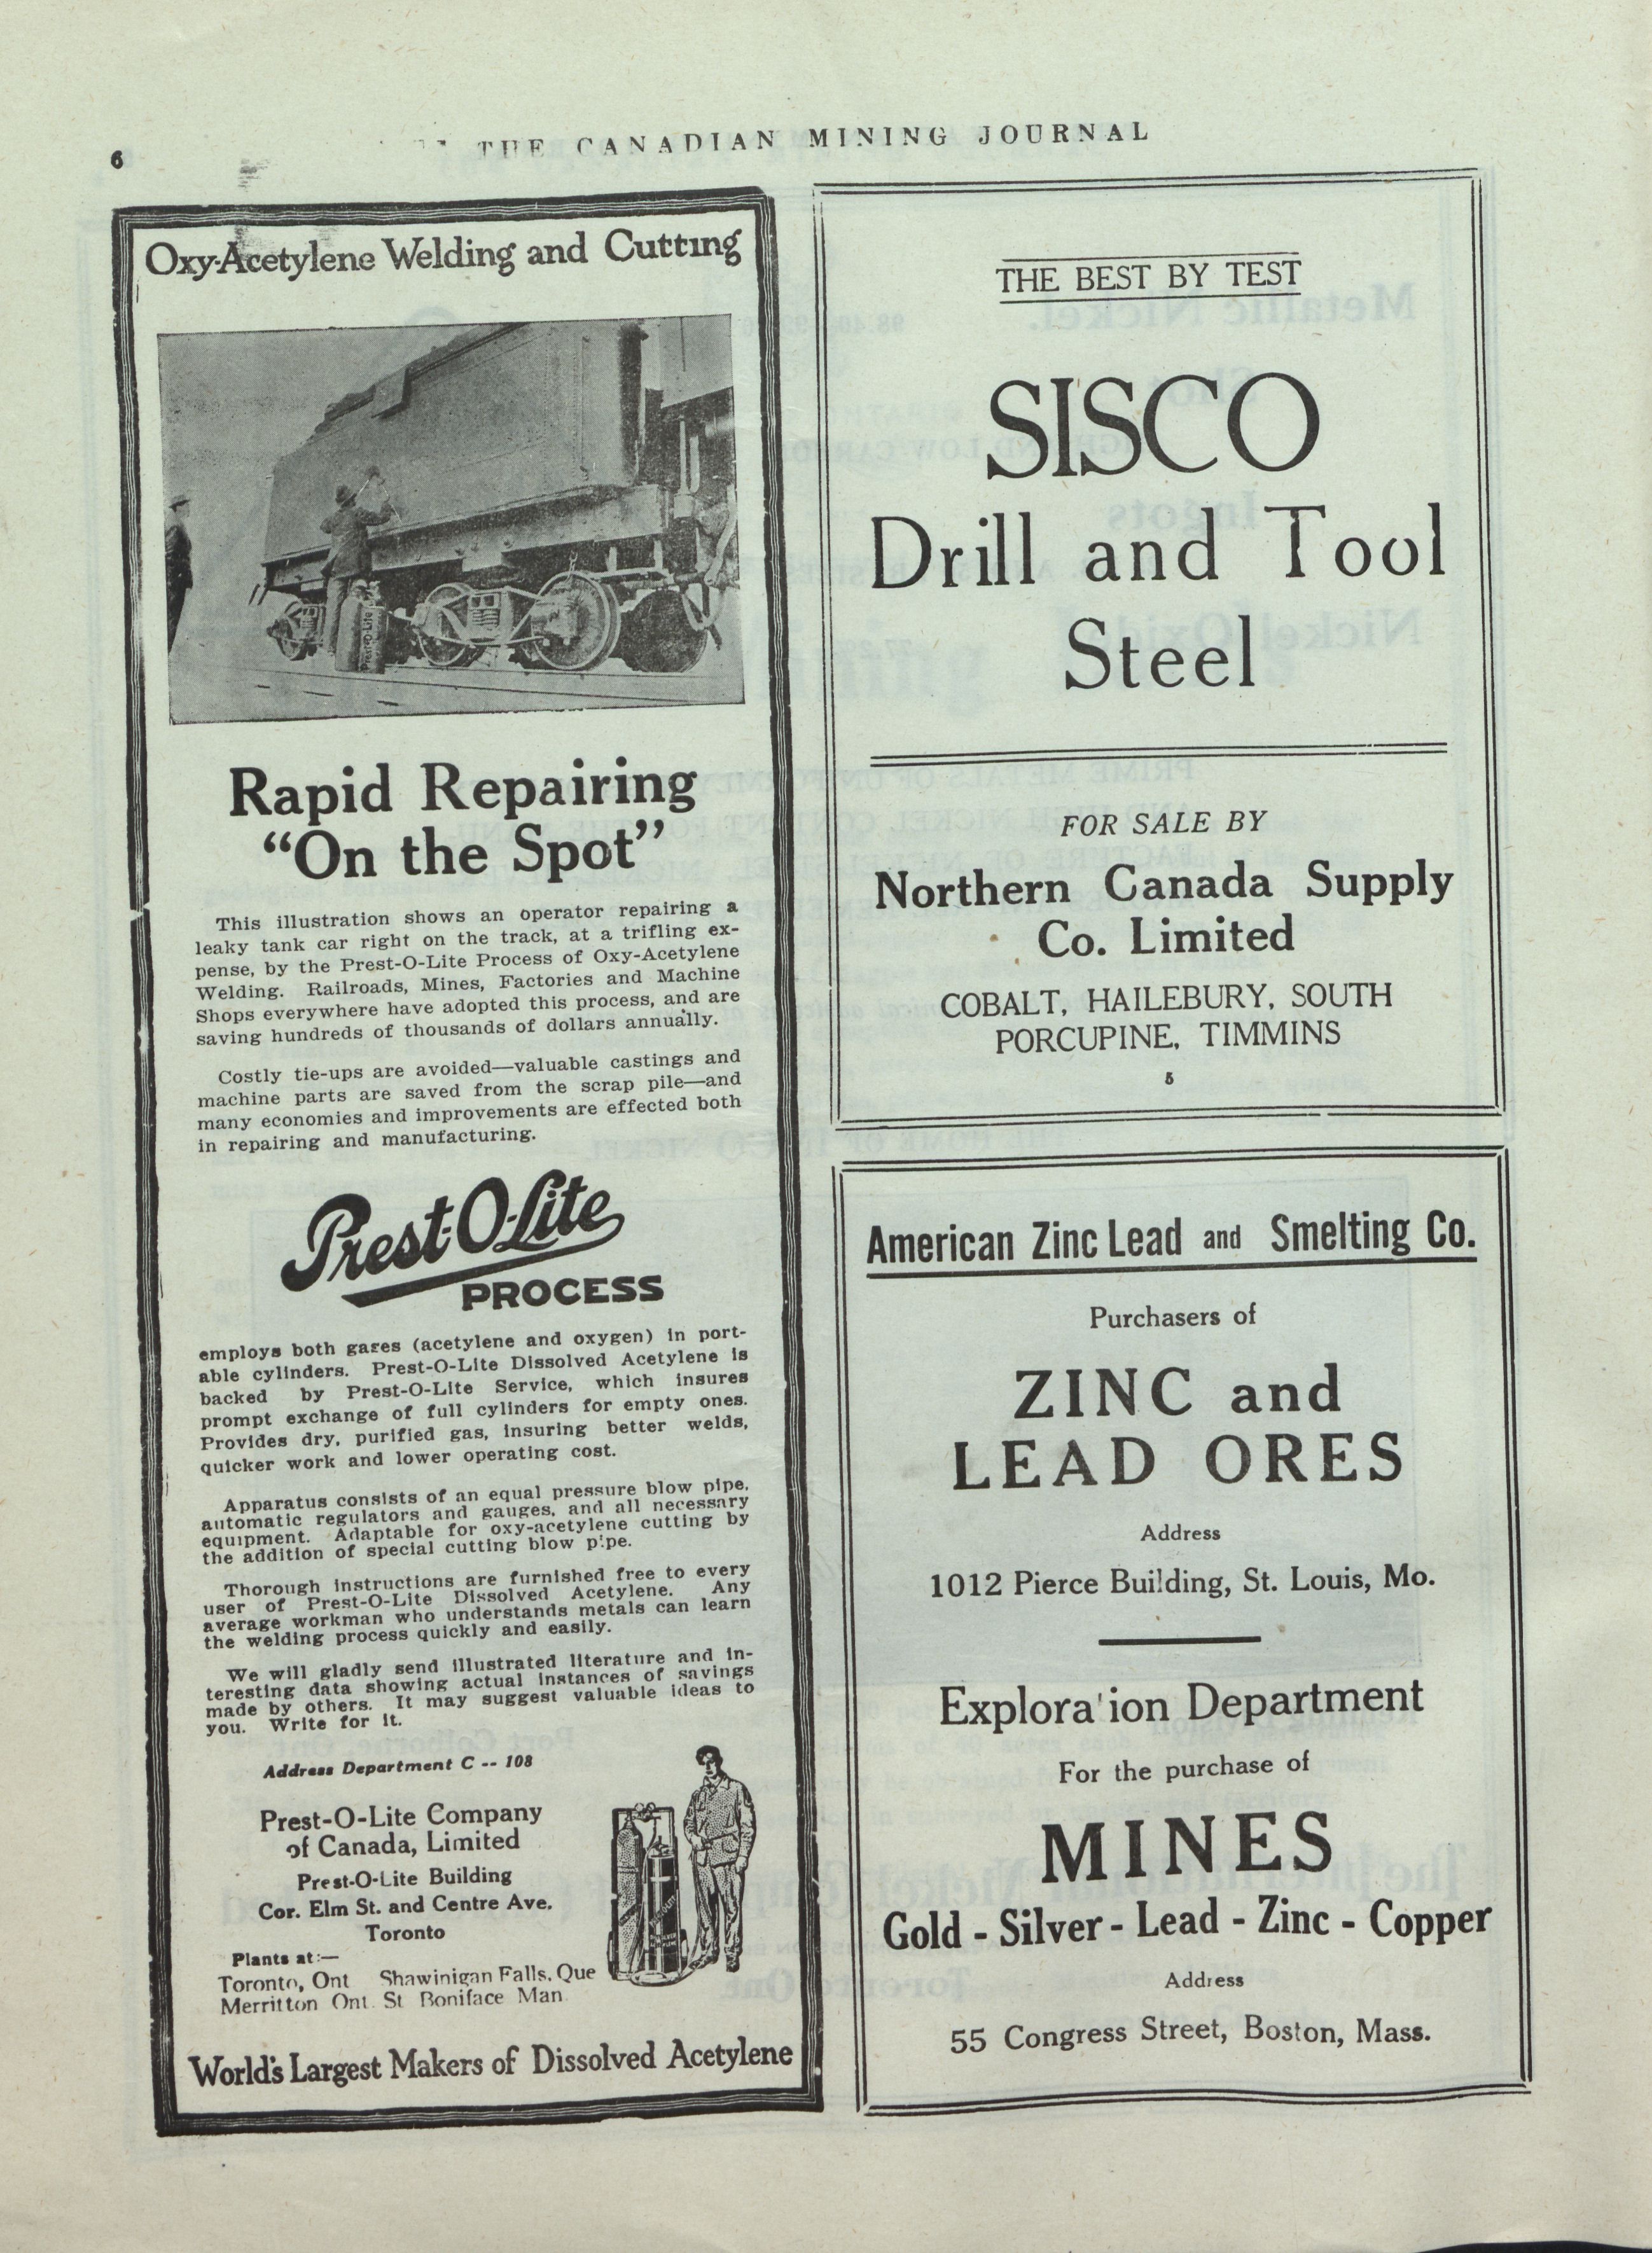 6
THE CANADIAN MINING JOURNAL
Oxy-Acetylene Welding and Cutting
Prest-O-Lite
Rapid Repairing
“On the Spot”
This illustration shows an operator repairing a
leaky tank car right on the track, at a trifling ex-
pense, by the Prest-O-Lite Process of Oxy-Acetylene
Welding. Railroads, Mines, Factories and Machine
Shops everywhere have adopted this process, and are
saving hundreds of thousands of dollars annually.
Costly tie-ups are avoided—valuable castings and
machine parts are saved from the scrap pile—and
many economies and improvements are effected both
in repairing and manufacturing.
Prest-O-Lite
PROCESS
employs both gases (acetylene and oxygen) in port-
able cylinders. Prest-O-Lite Dissolved Acetylene is
backed by Prest-O-Lite Service, which insures
prompt exchange of full cylinders for empty ones.
Provides dry, purified gas, insuring better welds,
quicker work and lower operating cost.
Apparatus consists of an equal pressure blow pipe,
automatic regulators and gauges, and all necessary
equipment. Adaptable for oxy-acetylene cutting by
the addition of special cutting blow pipe.
Thorough instructions are furnished free to every
user of Prest-O-Lite Dissolved Acetylene. Any
average workman who understands metals can learn
the welding process quickly and easily.
We will gladly send illustrated literature and in-
teresting data showing actual instances of savings
made by others. It may suggest valuable ideas to
you. Write for it.
Address Department C -- 108
Prest-O-Lite Company
of Canada, Limited
Prest-O-Lite Building
Cor. Elm St. and Centre Ave.
Toronto
Plants at:—
Toronto, Ont Shawinigan Falls, Que
Merritton Ont. St Boniface Man
World's Largest Makers of Dissolved Acetylene
THE BEST BY TEST
SISCO
Drill and Tool
Steel
FOR SALE BY
Northern Canada Supply
Co. Limited
COBALT, HAILEBURY, SOUTH
PORCUPINE, TIMMINS
5
American Zinc Lead and Smelting Co.
Purchasers of
ZINC and
LEAD ORES
Address
1012 Pierce Building, St. Louis, Mo.
Explora'ion Department
For the purchase of
MINES
Gold - Silver - Lead - Zinc - Copper
Address
55 Congress Street, Boston, Mass.